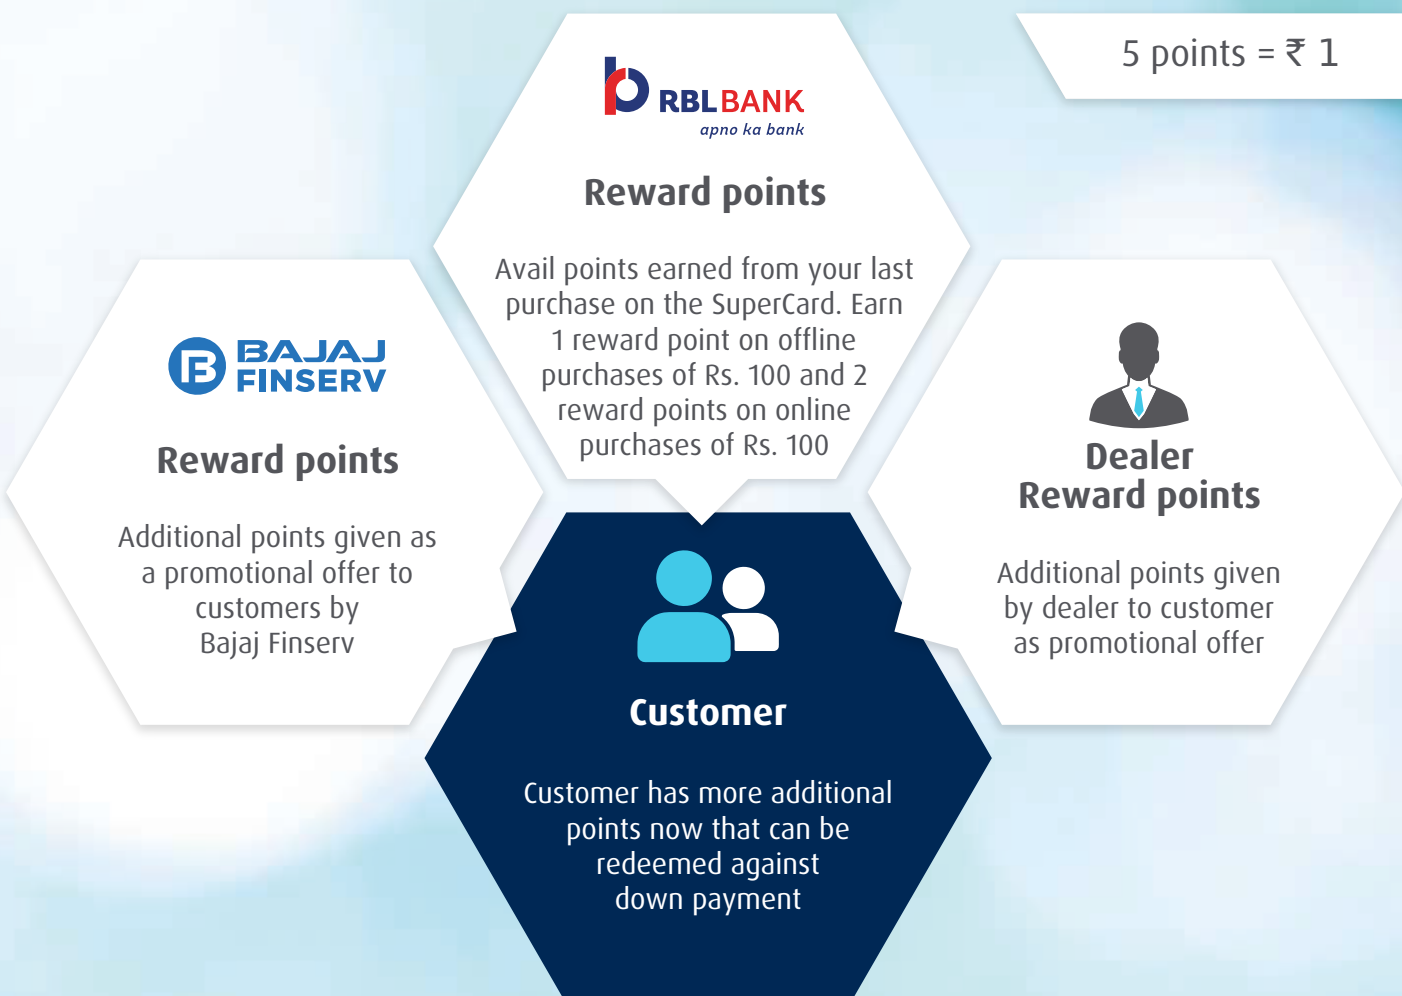 5 points = ₹ 1
RBL BANK
apno ka bank
Reward points
Avail points earned from your last
purchase on the SuperCard. Earn
1 reward point on offline
purchases of Rs. 100 and 2
reward points on online
purchases of Rs. 100
BAJAJ
FINSERV
Reward points
Additional points given as
a promotional offer to
customers by
Bajaj Finserv
Dealer
Reward points
Additional points given
by dealer to customer
as promotional offer
Customer
Customer has more additional
points now that can be
redeemed against
down payment